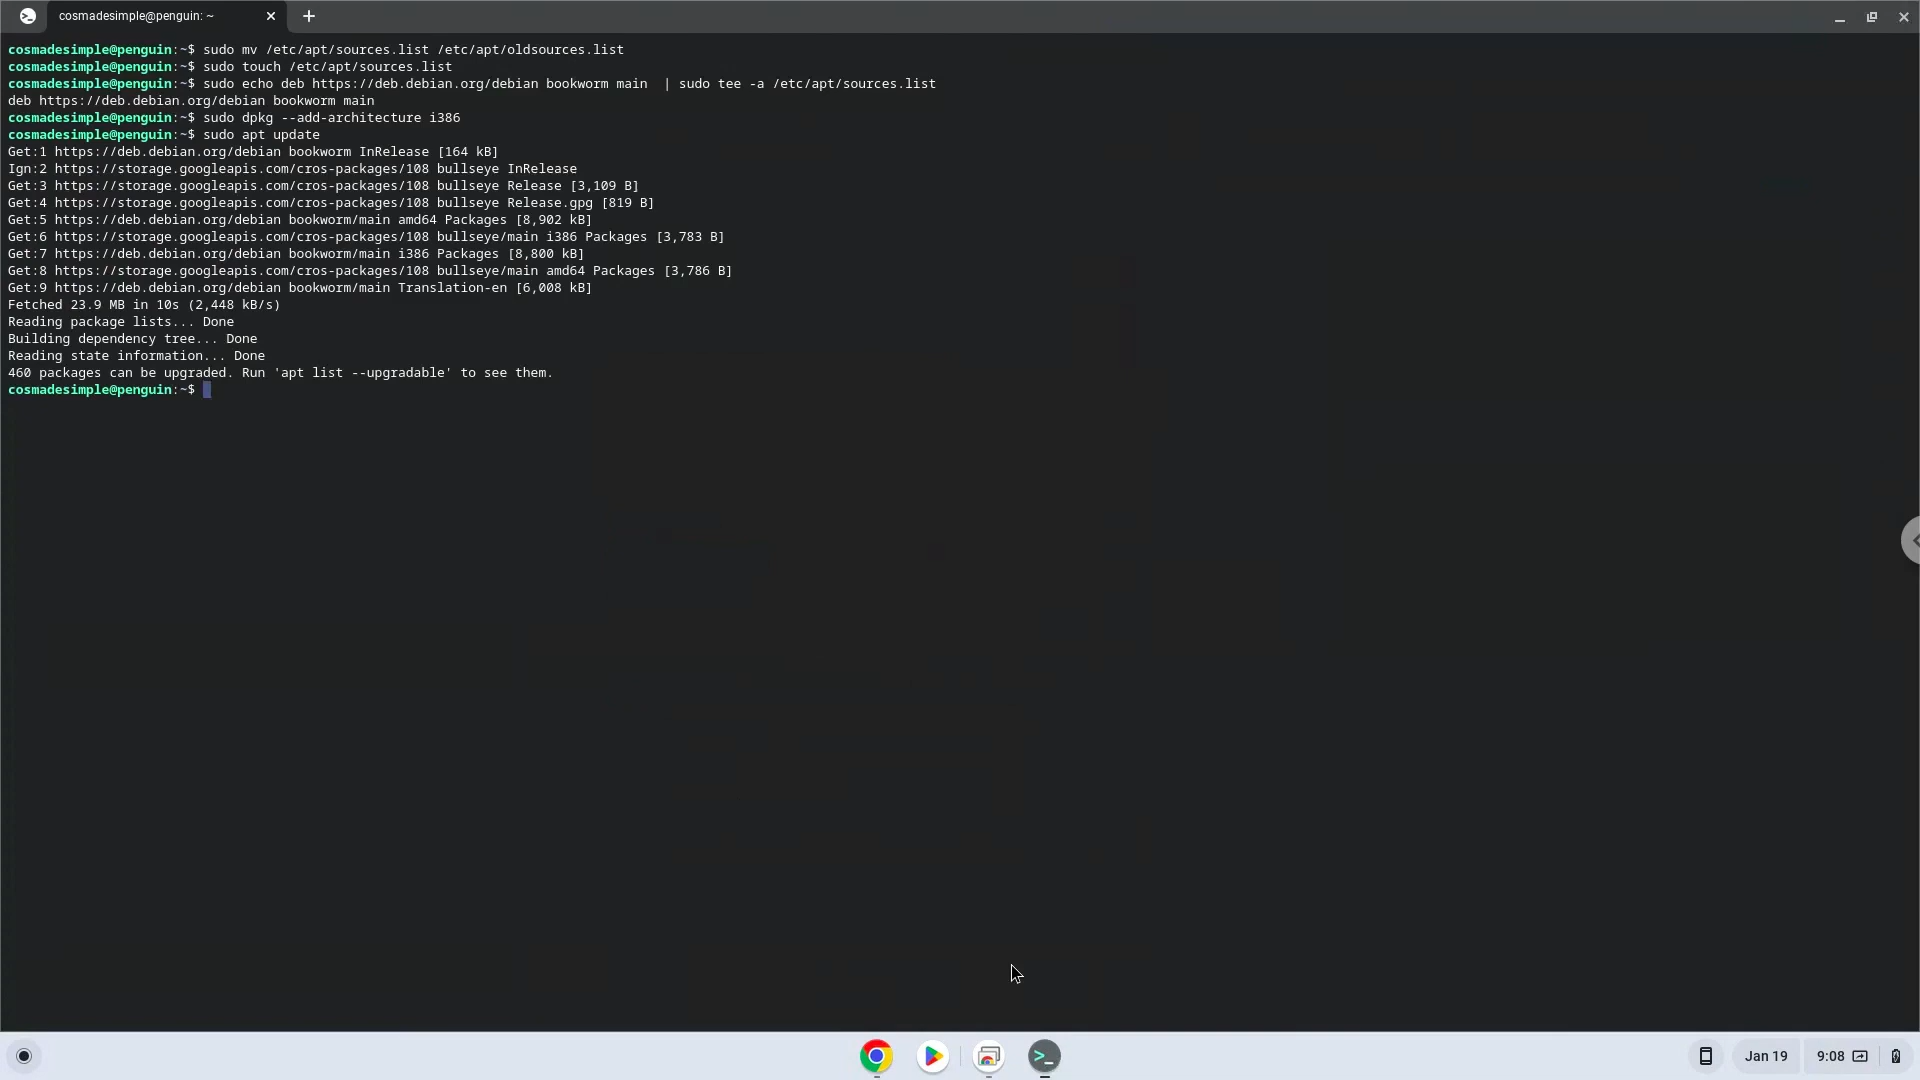 cosmadesimple@penguin: ~
cosmadesimple@penguin:~$ sudo mv /etc/apt/sources.list /etc/apt/oldsources.list
cosmadesimple@penguin:~$ sudo touch /etc/apt/sources.list
cosmadesimple@penguin:~$ sudo echo deb https://deb.debian.org/debian bookworm main  | sudo tee -a /etc/apt/sources.list
deb https://deb.debian.org/debian bookworm main
cosmadesimple@penguin:~$ sudo dpkg --add-architecture i386
cosmadesimple@penguin:~$ sudo apt update
Get:1 https://deb.debian.org/debian bookworm InRelease [164 kB]
Ign:2 https://storage.googleapis.com/cros-packages/108 bullseye InRelease
Get:3 https://storage.googleapis.com/cros-packages/108 bullseye Release [3,109 B]
Get:4 https://storage.googleapis.com/cros-packages/108 bullseye Release.gpg [819 B]
Get:5 https://deb.debian.org/debian bookworm/main amd64 Packages [8,902 kB]
Get:6 https://storage.googleapis.com/cros-packages/108 bullseye/main i386 Packages [3,783 B]
Get:7 https://deb.debian.org/debian bookworm/main i386 Packages [8,800 kB]
Get:8 https://storage.googleapis.com/cros-packages/108 bullseye/main amd64 Packages [3,786 B]
Get:9 https://deb.debian.org/debian bookworm/main Translation-en [6,008 kB]
Fetched 23.9 MB in 10s (2,448 kB/s)
Reading package lists... Done
Building dependency tree... Done
Reading state information... Done
460 packages can be upgraded. Run 'apt list --upgradable' to see them.
cosmadesimple@penguin:~$
Jan 19
9:08